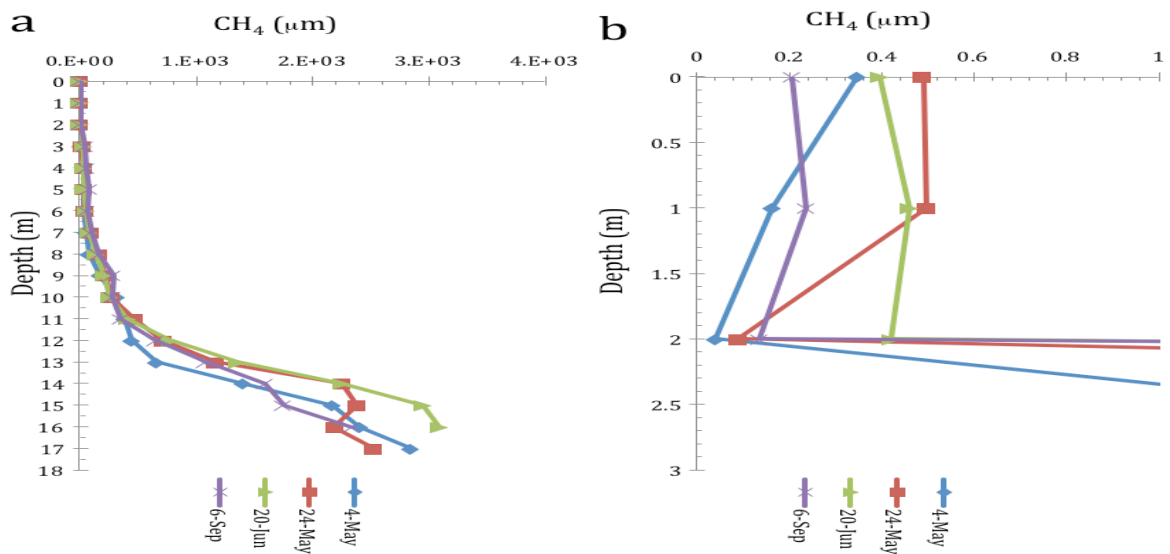 a
CH₄ (μm)
0.E+00 1.E+03 2.E+03 3.E+03 4.E+03
0
1
2
3
4
5
6
7
8
9
10
11
12
13
14
15
16
17
18
Depth (m)
6-Sep
20-Jun
24-May
4-May
b
CH₄ (μm)
0 0.2 0.4 0.6 0.8 1
0
0.5
1
1.5
2
2.5
3
Depth (m)
6-Sep
20-Jun
24-May
4-May